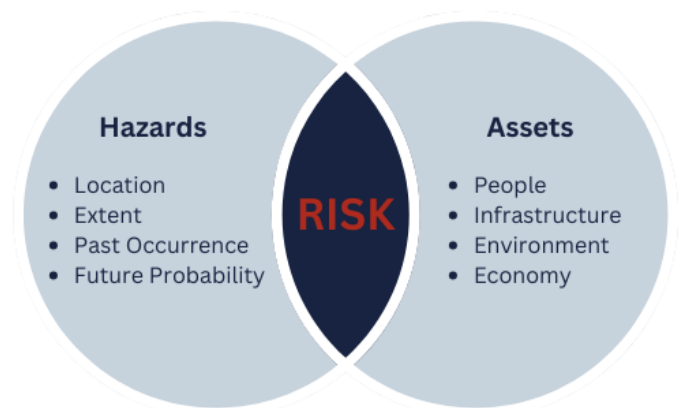 Hazards
• Location
• Extent
• Past Occurrence
• Future Probability
RISK
Assets
• People
• Infrastructure
• Environment
• Economy